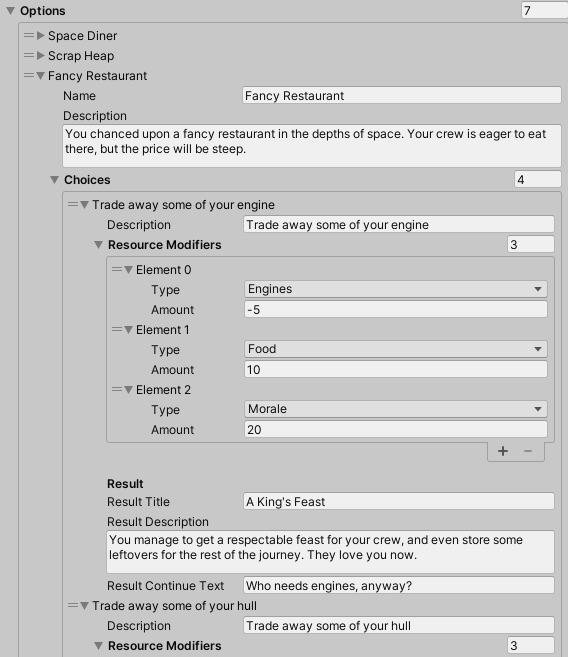 Options 7
Space Diner
Scrap Heap
Fancy Restaurant
Name Fancy Restaurant
Description
You chanced upon a fancy restaurant in the depths of space. Your crew is eager to eat
there, but the price will be steep.
Choices 4
Trade away some of your engine
Description Trade away some of your engine
Resource Modifiers 3
Element 0
Type Engines
Amount -5
Element 1
Type Food
Amount 10
Element 2
Type Morale
Amount 20
+ −
Result
Result Title A King's Feast
Result Description
You manage to get a respectable feast for your crew, and even store some
leftovers for the rest of the journey. They love you now.
Result Continue Text Who needs engines, anyway?
Trade away some of your hull
Description Trade away some of your hull
Resource Modifiers 3